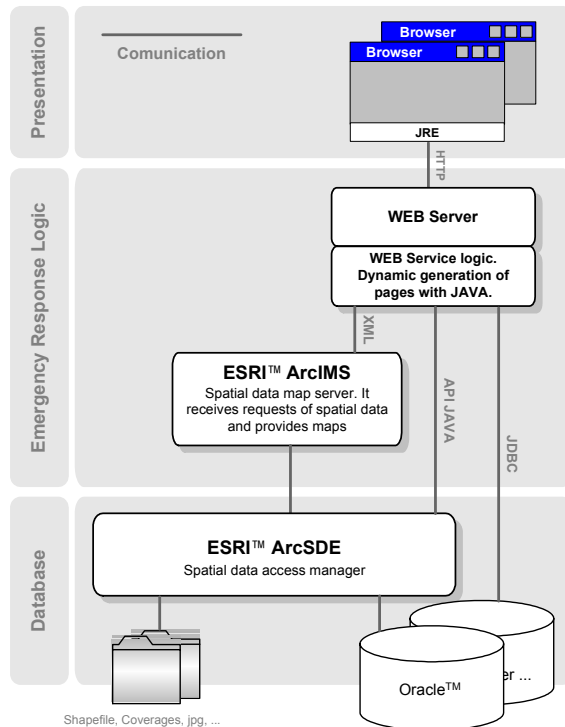 Presentation
Comunication
Browser
Browser
JRE
HTTP
Emergency Response Logic
WEB Server
WEB Service logic.
Dynamic generation of
pages with JAVA.
XML
API JAVA
JDBC
ESRI™ ArcIMS
Spatial data map server. It
receives requests of spatial data
and provides maps
Database
ESRI™ ArcSDE
Spatial data access manager
Oracle™
er ...
Shapefile, Coverages, jpg, ...